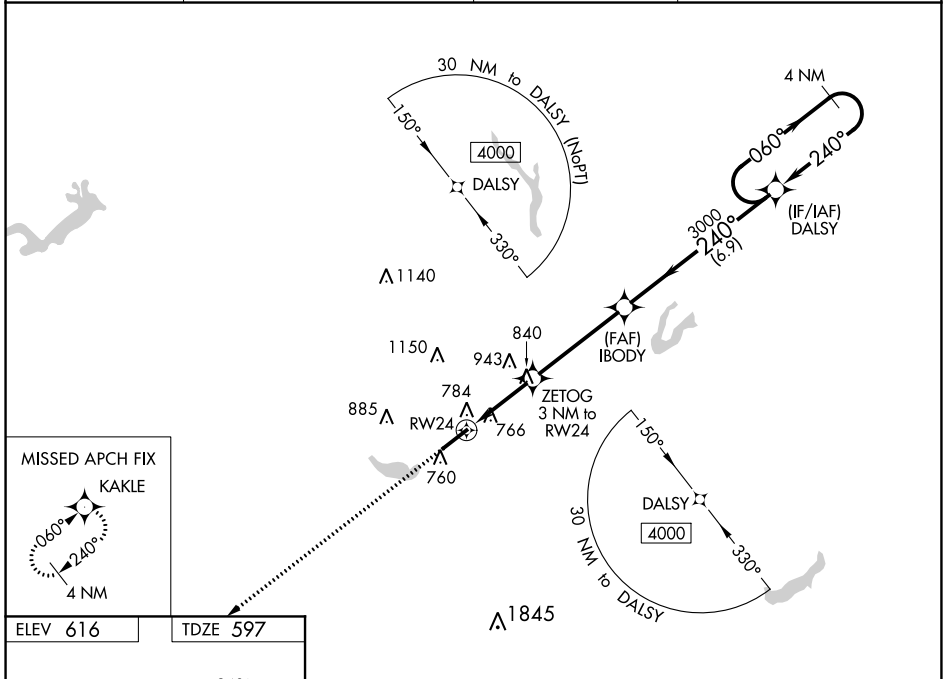 30 NM to DALSY (NoPT)
150°
4000
DALSY
330°
4 NM
060°
240°
(IF/IAF)
DALSY
3000
240°
(6.9)
1140
(FAF)
IBODY
840
1150
943
ZETOG
3 NM to
RW24
784
885
RW24
766
760
MISSED APCH FIX
KAKLE
060°
240°
4 NM
150°
DALSY
4000
330°
30 NM to DALSY
1845
ELEV 616
TDZE 597